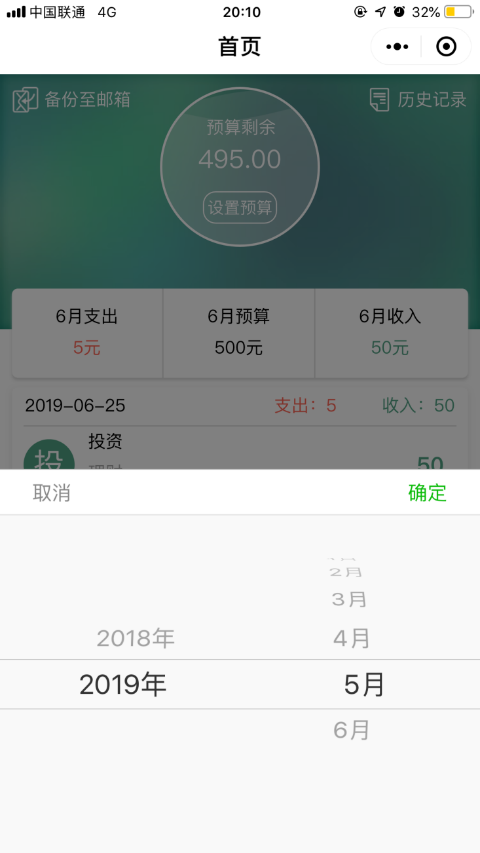 中国联通 4G 20:10 32%
首页
备份至邮箱 历史记录
预算剩余
495.00
设置预算
6月支出 6月预算 6月收入
5元 500元 50元
2019-06-25 支出：5 收入：50
投资
投 50
取消 确定
2月
3月
2018年 4月
2019年 5月
6月